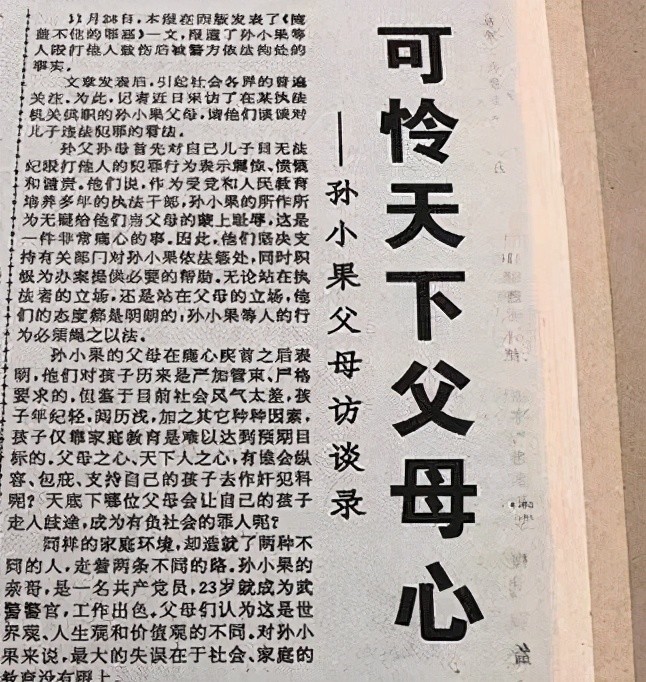 可怜天下父母心
——孙小果父母访谈录
11月28日,本报在四版发表了《
一文,报道了孙小果等
人殴打他人致伤后被警方依法拘处的
事实。
文章发表后,引起社会各界的普遍
关注。为此,记者近日采访了在某执法
机关供职的孙小果父母,请他们谈谈对
儿子违法犯罪的看法。
孙父孙母首先对自己儿子目无法
纪殴打他人的犯罪行为表示震惊、愤慨
和谴责。他们说,作为受党和人民教育
培养多年的执法干部,孙小果的所作所
为无疑给他们当父母的蒙上耻辱,这是
一件非常痛心的事。因此,他们坚决支
持有关部门对孙小果依法惩处,同时积
极为办案提供必要的帮助。无论站在执
法者的立场,还是站在父母的立场,他
们的态度都是明朗的:孙小果等人的行
为必须绳之以法。
孙小果的父母在痛心疾首之后表
明,他们对孩子历来是严加管束、严格
要求的。但鉴于目前社会风气太差,孩
子年纪轻,阅历浅,加之其它种种因素,
孩子仅靠家庭教育是难以达到预期目
标的。父母之心、天下人之心,有谁会纵
容、包庇、支持自己的孩子去作奸犯科
呢?天底下哪位父母会让自己的孩子
走入歧途,成为有负社会的罪人呢?
同样的家庭环境,却造就了两种不
同的人,走着两条不同的路。孙小果的
亲哥,是一名共产党员,23岁就成为武
警警官,工作出色。父母们认为这是世
界观、人生观和价值观的不同。对孙小
果来说,最大的失误在于社会、家庭的
教育没有跟上。